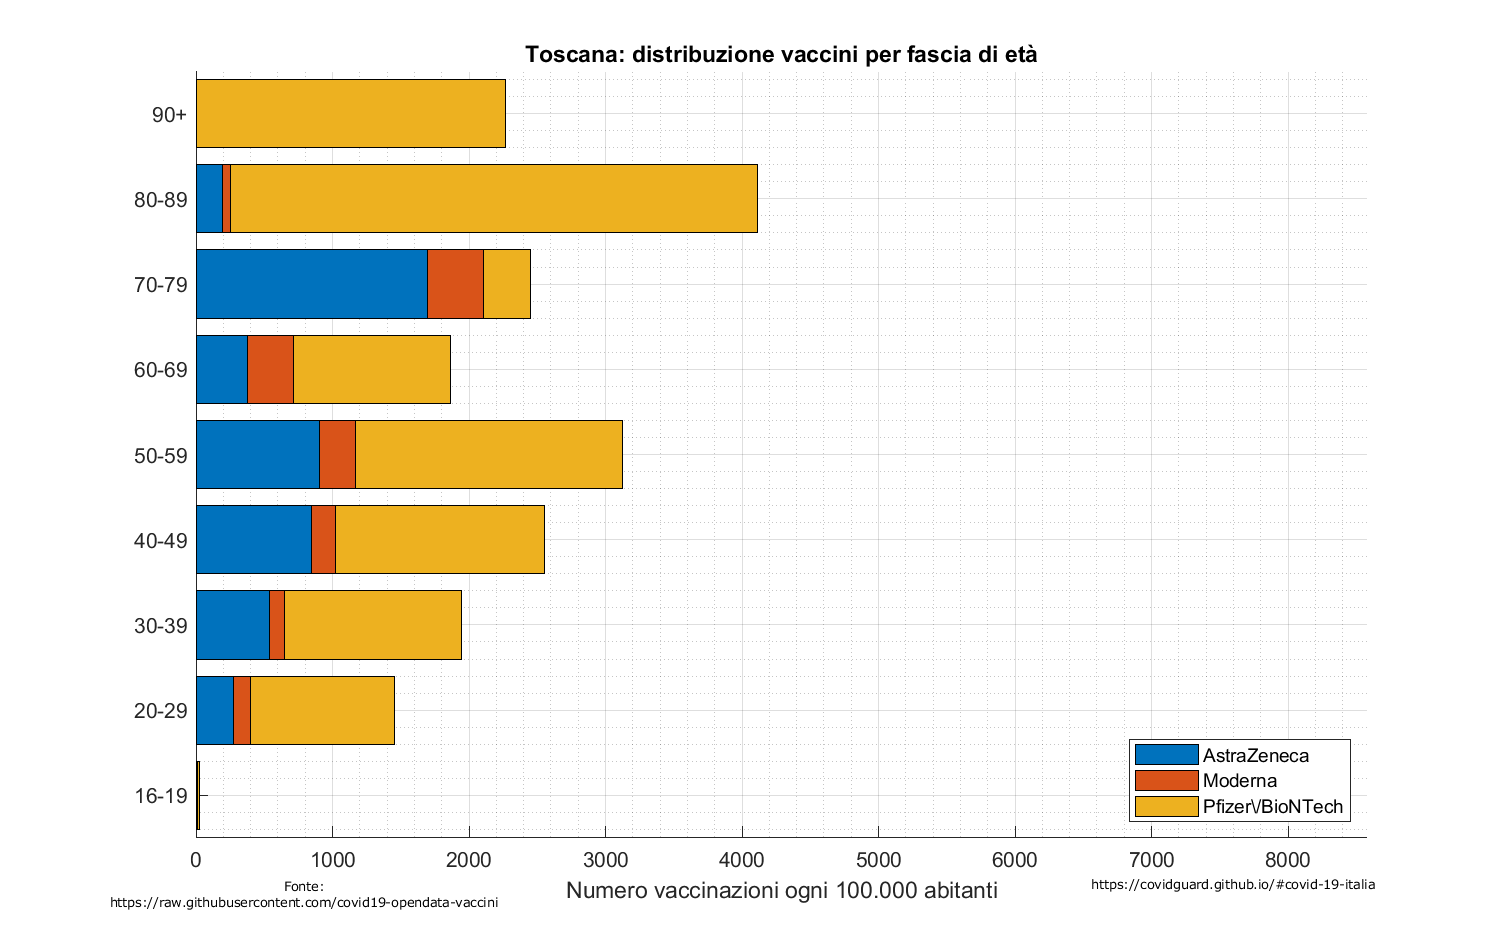 Toscana: distribuzione vaccini per fascia di età
90+
80-89
70-79
60-69
50-59
40-49
30-39
20-29
16-19
AstraZeneca
Moderna
Pfizer\/BioNTech
0 1000 2000 3000 4000 5000 6000 7000 8000
Numero vaccinazioni ogni 100.000 abitanti
Fonte:
https://raw.githubusercontent.com/covid19-opendata-vaccini
https://covidguard.github.io/#covid-19-italia